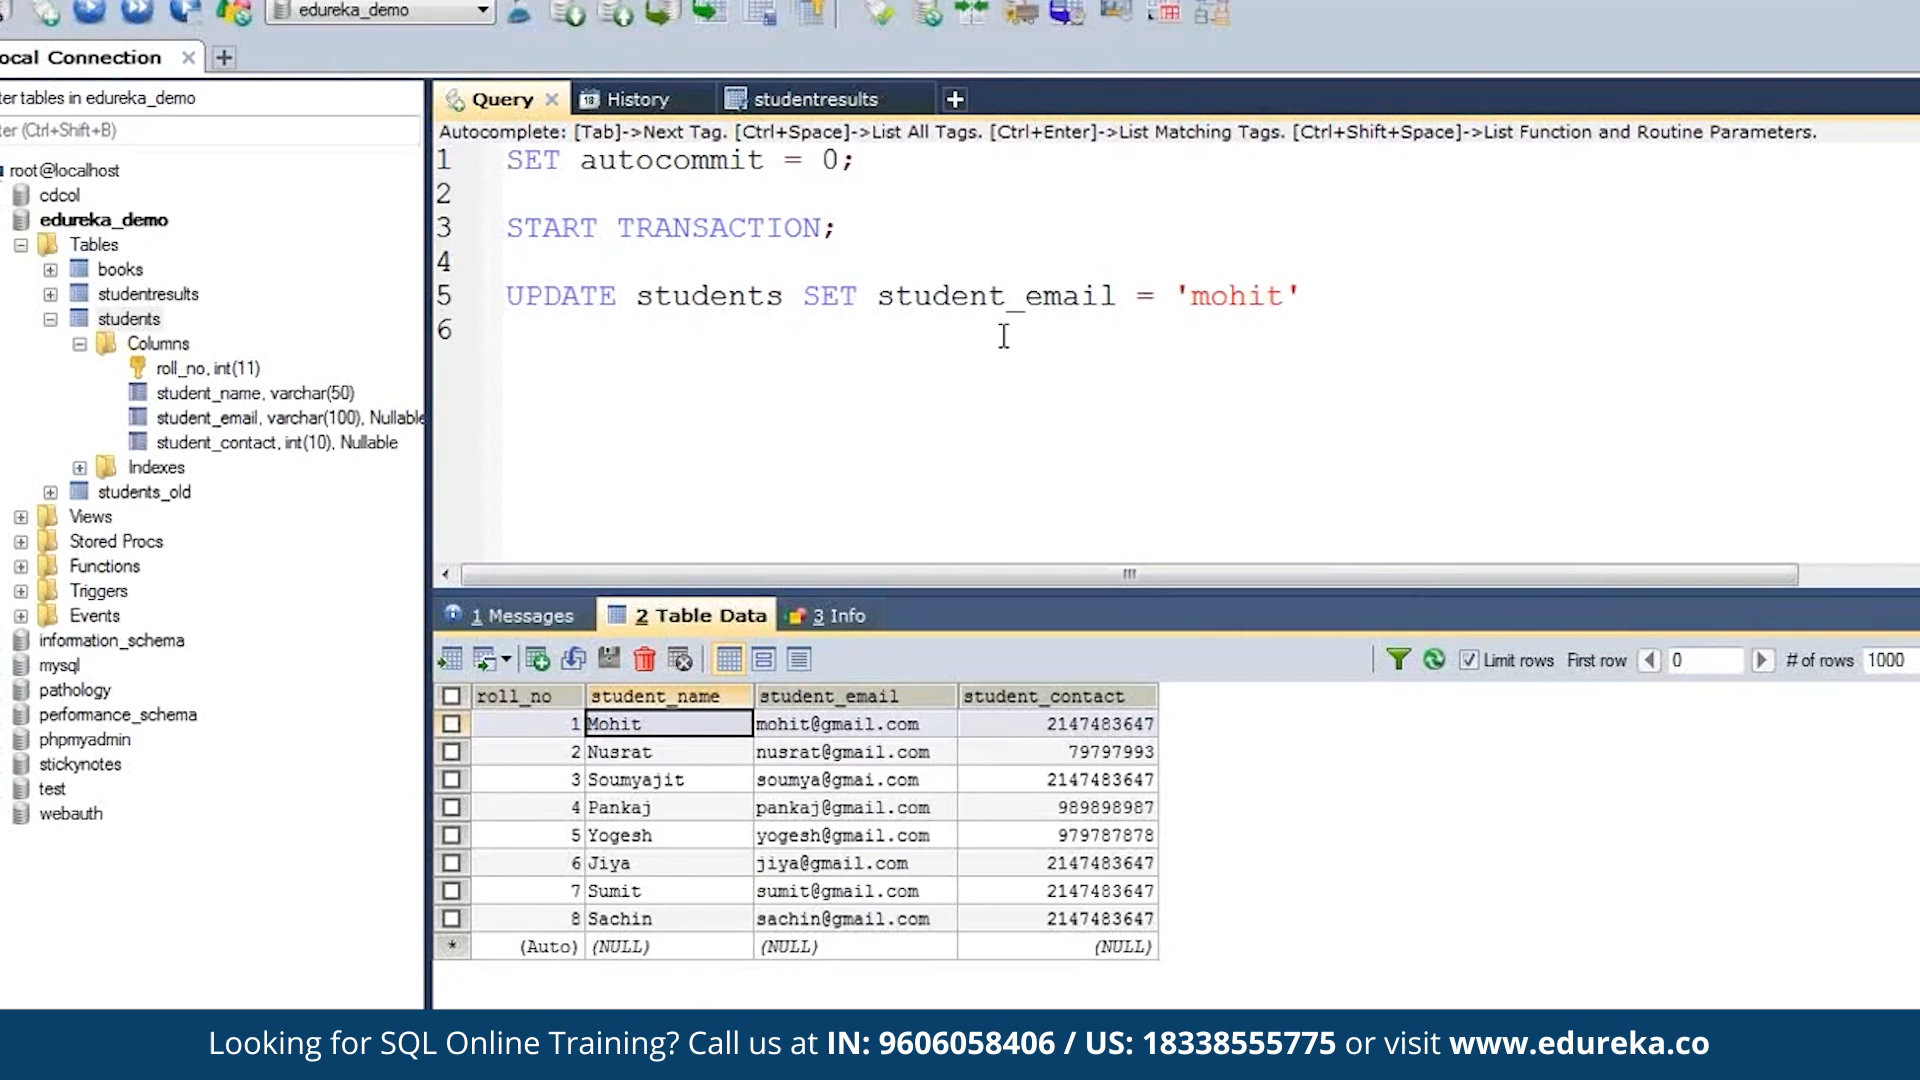 edureka_demo
ocal Connection
ter tables in edureka_demo
ter (Ctrl+Shift+B)
root@localhost
cdcol
edureka_demo
Tables
books
studentresults
students
Columns
roll_no, int(11)
student_name, varchar(50)
student_email, varchar(100), Nullable
student_contact, int(10), Nullable
Indexes
students_old
Views
Stored Procs
Functions
Triggers
Events
information_schema
mysql
pathology
performance_schema
phpmyadmin
stickynotes
test
webauth
Query History studentresults
Autocomplete: [Tab]->Next Tag. [Ctrl+Space]->List All Tags. [Ctrl+Enter]->List Matching Tags. [Ctrl+Shift+Space]->List Function and Routine Parameters.
1 SET autocommit = 0;
2
3 START TRANSACTION;
4
5 UPDATE students SET student_email = 'mohit'
6
1 Messages 2 Table Data 3 Info
Limit rows First row 0 # of rows 1000
roll_no student_name student_email student_contact
1 Mohit mohit@gmail.com 2147483647
2 Nusrat nusrat@gmail.com 79797993
3 Soumyajit soumya@gmai.com 2147483647
4 Pankaj pankaj@gmail.com 989898987
5 Yogesh yogesh@gmail.com 979787878
6 Jiya jiya@gmail.com 2147483647
7 Sumit sumit@gmail.com 2147483647
8 Sachin sachin@gmail.com 2147483647
* (Auto) (NULL) (NULL) (NULL)
Looking for SQL Online Training? Call us at IN: 9606058406 / US: 18338555775 or visit www.edureka.co